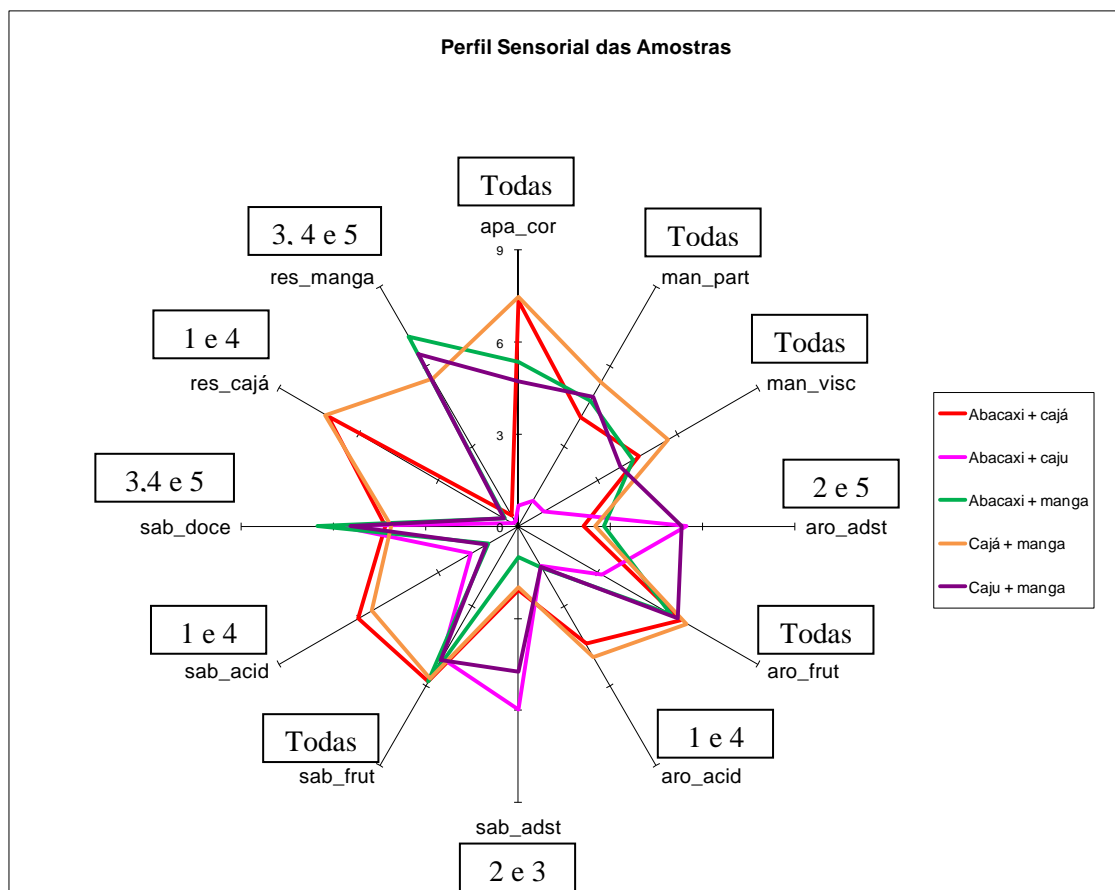 Perfil Sensorial das Amostras
Todas
apa_cor
3, 4 e 5
res_manga
Todas
man_part
1 e 4
res_cajá
Todas
man_visc
3,4 e 5
sab_doce
2 e 5
aro_adst
1 e 4
sab_acid
Todas
aro_frut
Todas
sab_frut
1 e 4
aro_acid
sab_adst
2 e 3
9
6
3
0
Abacaxi + cajá
Abacaxi + caju
Abacaxi + manga
Cajá + manga
Caju + manga